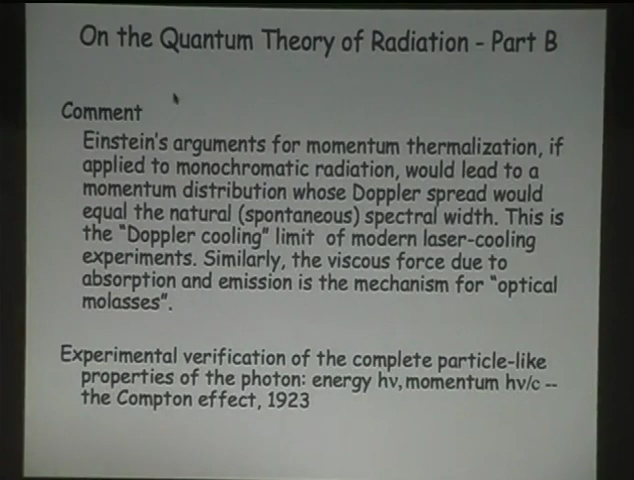 On the Quantum Theory of Radiation - Part B
Comment
Einstein's arguments for momentum thermalization, if
applied to monochromatic radiation, would lead to a
momentum distribution whose Doppler spread would
equal the natural (spontaneous) spectral width. This is
the "Doppler cooling" limit of modern laser-cooling
experiments. Similarly, the viscous force due to
absorption and emission is the mechanism for "optical
molasses".
Experimental verification of the complete particle-like
properties of the photon: energy hν, momentum hν/c --
the Compton effect, 1923